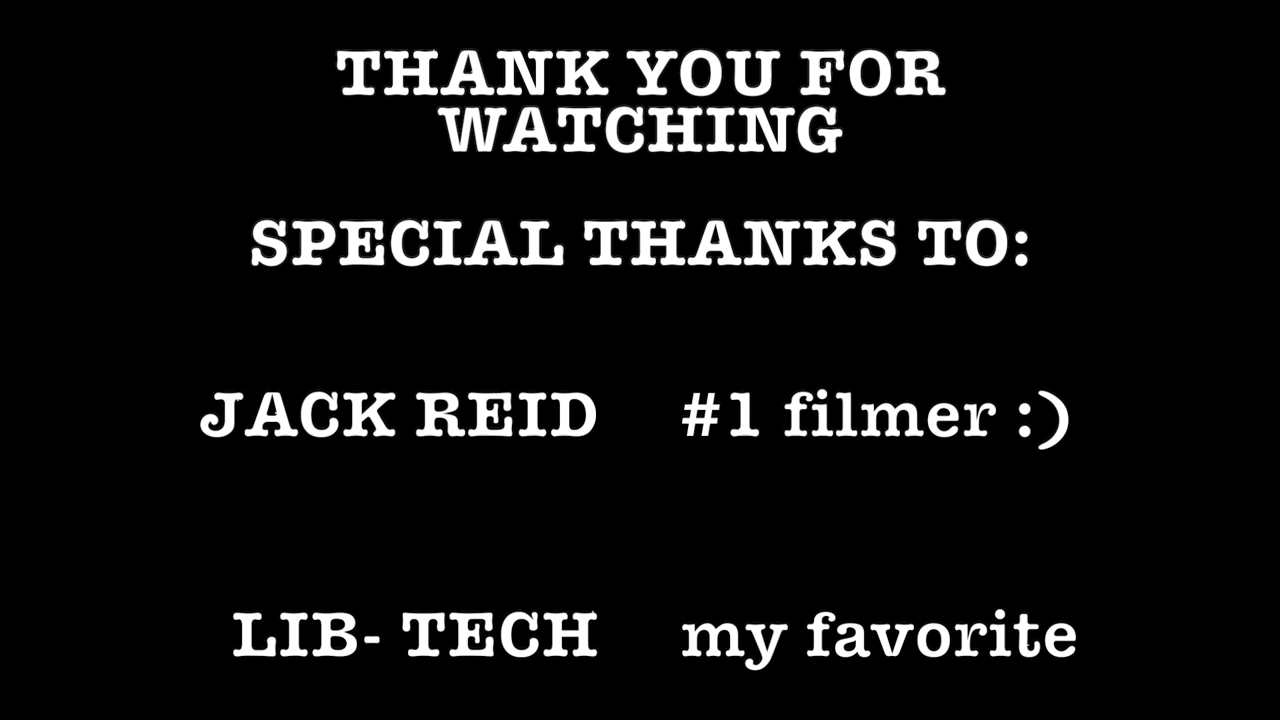 THANK YOU FOR
WATCHING
SPECIAL THANKS TO:
JACK REID #1 filmer :)
LIB- TECH my favorite